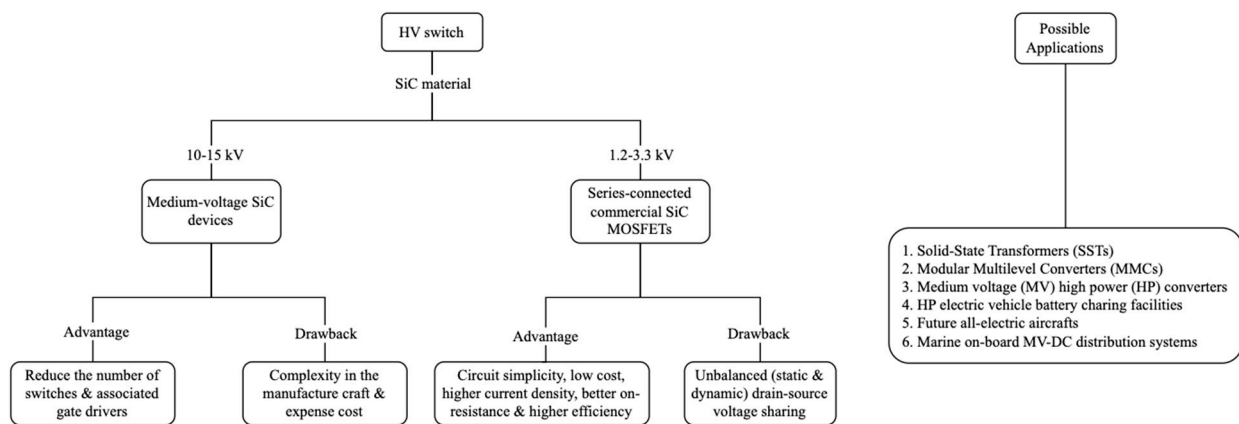 HV switch
SiC material
10-15 kV
Medium-voltage SiC
devices
Advantage
Reduce the number of
switches & associated
gate drivers
Drawback
Complexity in the
manufacture craft &
expense cost
1.2-3.3 kV
Series-connected
commercial SiC
MOSFETs
Advantage
Circuit simplicity, low cost,
higher current density, better on-
resistance & higher efficiency
Drawback
Unbalanced (static &
dynamic) drain-source
voltage sharing
Possible
Applications
1. Solid-State Transformers (SSTs)
2. Modular Multilevel Converters (MMCs)
3. Medium voltage (MV) high power (HP) converters
4. HP electric vehicle battery charing facilities
5. Future all-electric aircrafts
6. Marine on-board MV-DC distribution systems